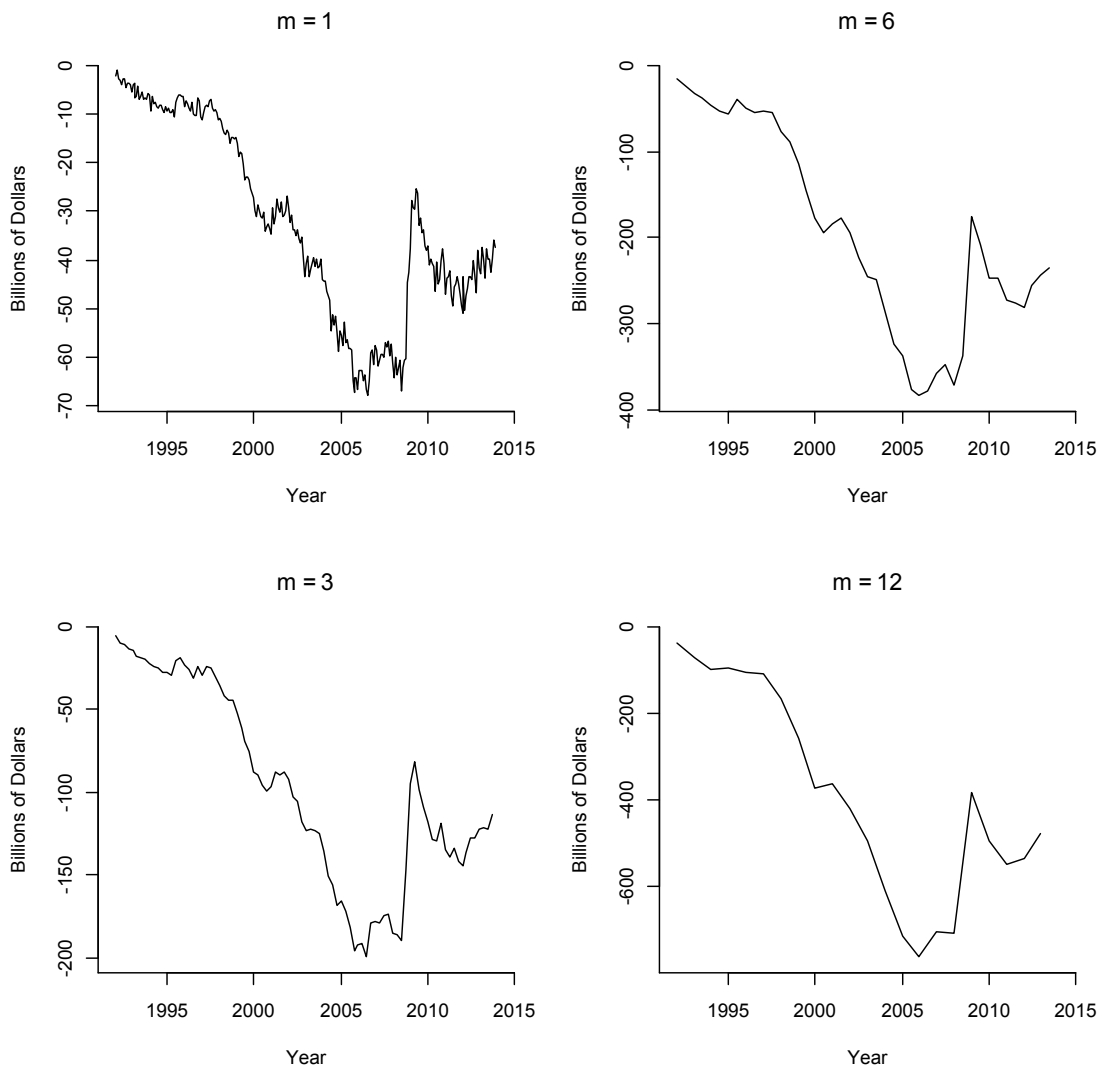 m = 1
0
-10
-20
-30
-40
-50
-60
-70
Billions of Dollars
1995 2000 2005 2010 2015
Year
m = 6
0
-100
-200
-300
-400
Billions of Dollars
1995 2000 2005 2010 2015
Year
m = 3
0
-50
-100
-150
-200
Billions of Dollars
1995 2000 2005 2010 2015
Year
m = 12
0
-200
-400
-600
Billions of Dollars
1995 2000 2005 2010 2015
Year